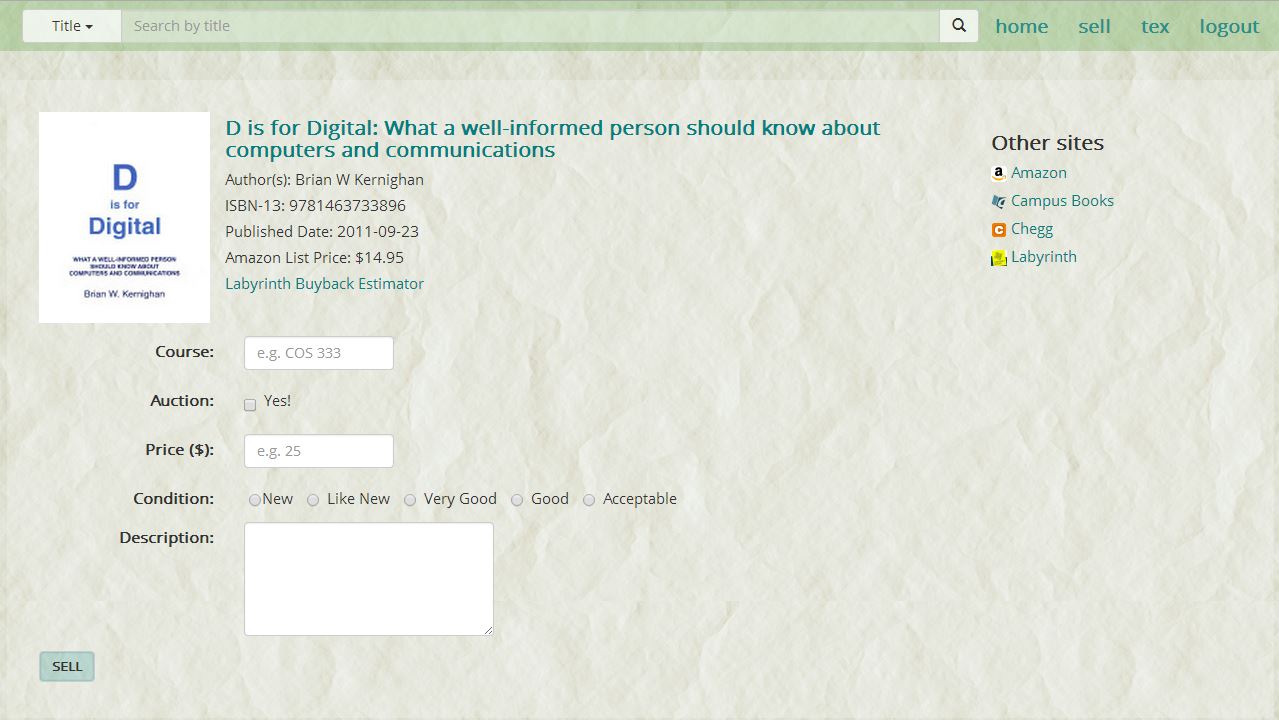 Title
Search by title
home
sell
tex
logout
D
is for
Digital
WHAT A WELL-INFORMED PERSON
SHOULD KNOW ABOUT
COMPUTERS AND COMMUNICATIONS
Brian W. Kernighan
D is for Digital: What a well-informed person should know about
computers and communications
Author(s): Brian W Kernighan
ISBN-13: 9781463733896
Published Date: 2011-09-23
Amazon List Price: $14.95
Labyrinth Buyback Estimator
Other sites
a Amazon
Campus Books
c Chegg
Labyrinth
Course: e.g. COS 333
Auction: Yes!
Price ($): e.g. 25
Condition: New Like New Very Good Good Acceptable
Description:
SELL